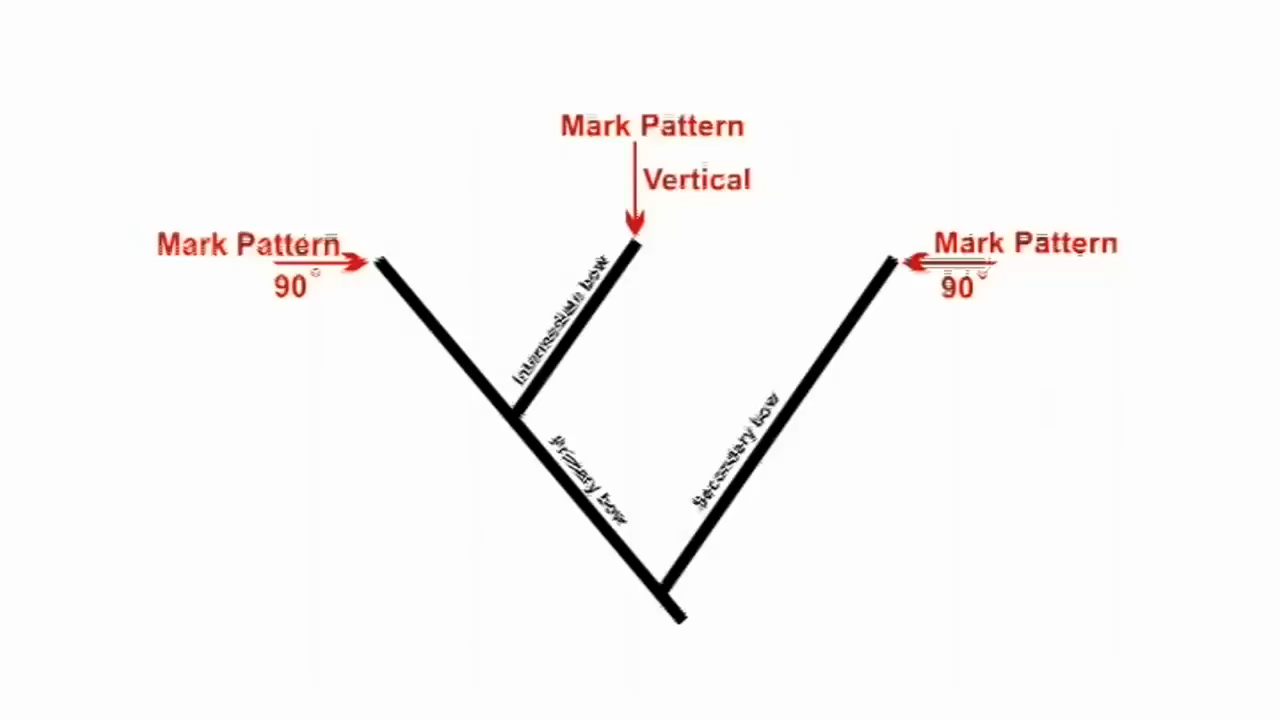 Mark Pattern
Vertical
Mark Pattern
90°
Mark Pattern
90°
Intermediate bow
Primary bow
Secondary bow